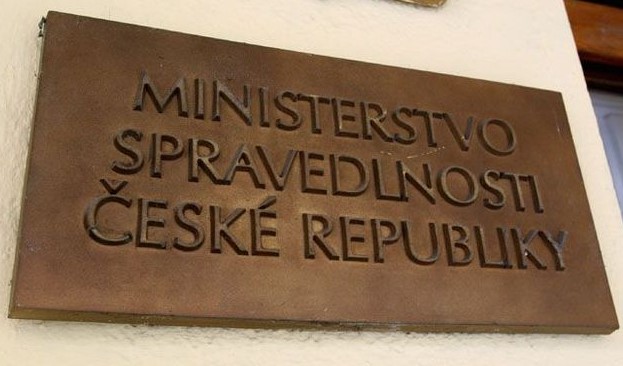 MINISTERSTVO
SPRAVEDLNOSTI
ČESKÉ REPUBLIKY